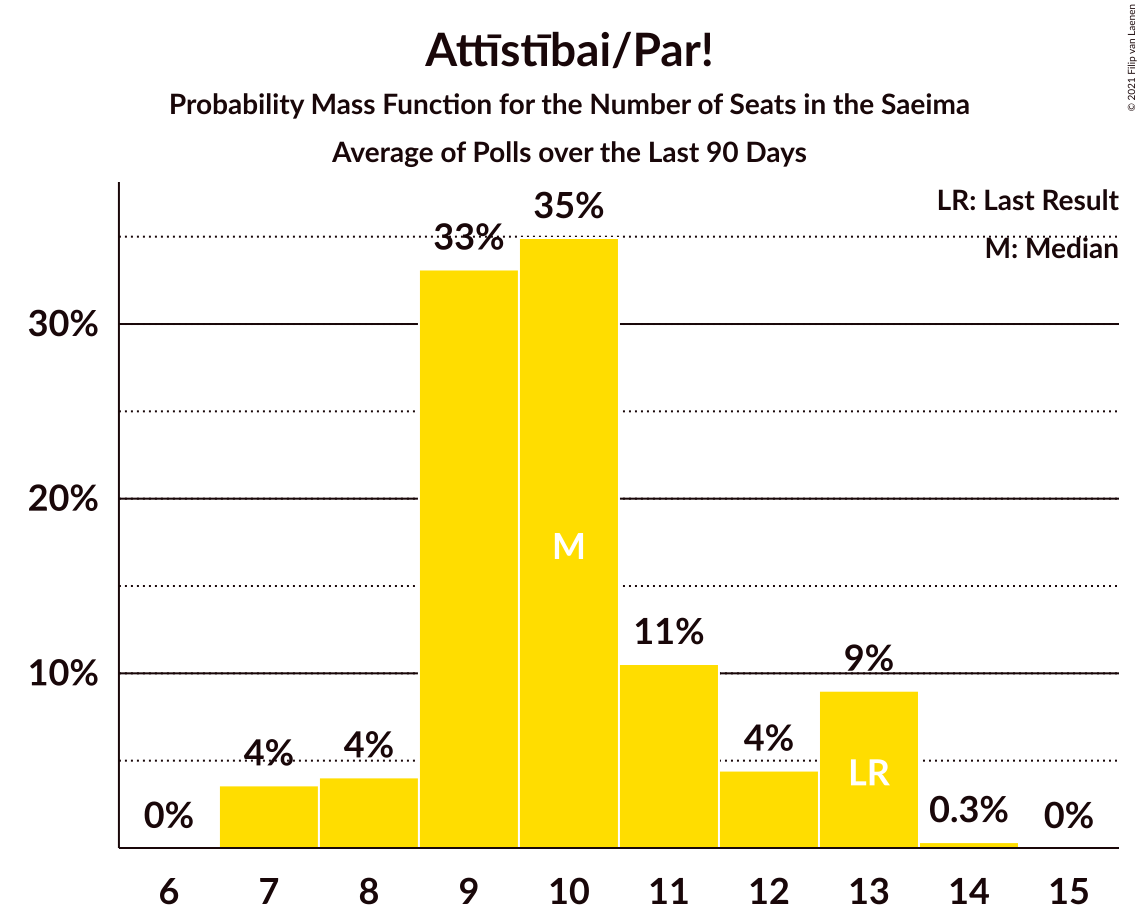 Attīstībai/Par!
Probability Mass Function for the Number of Seats in the Saeima
Average of Polls over the Last 90 Days
© 2021 Filip van Laenen
LR: Last Result
M: Median
30%
20%
10%
0%
4%
4%
33%
35%
11%
4%
9%
0.3%
0%
M
LR
6
7
8
9
10
11
12
13
14
15